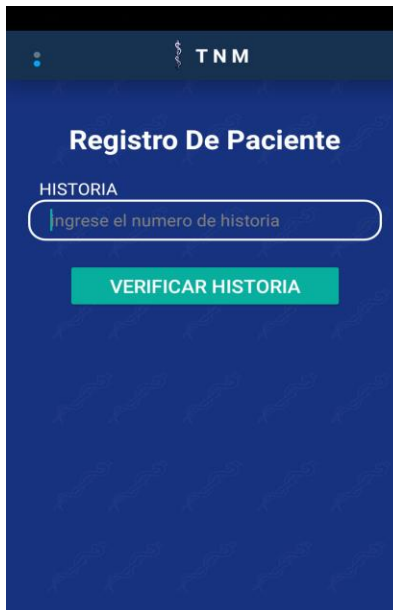 TNM
Registro De Paciente
HISTORIA
Ingrese el numero de historia
VERIFICAR HISTORIA